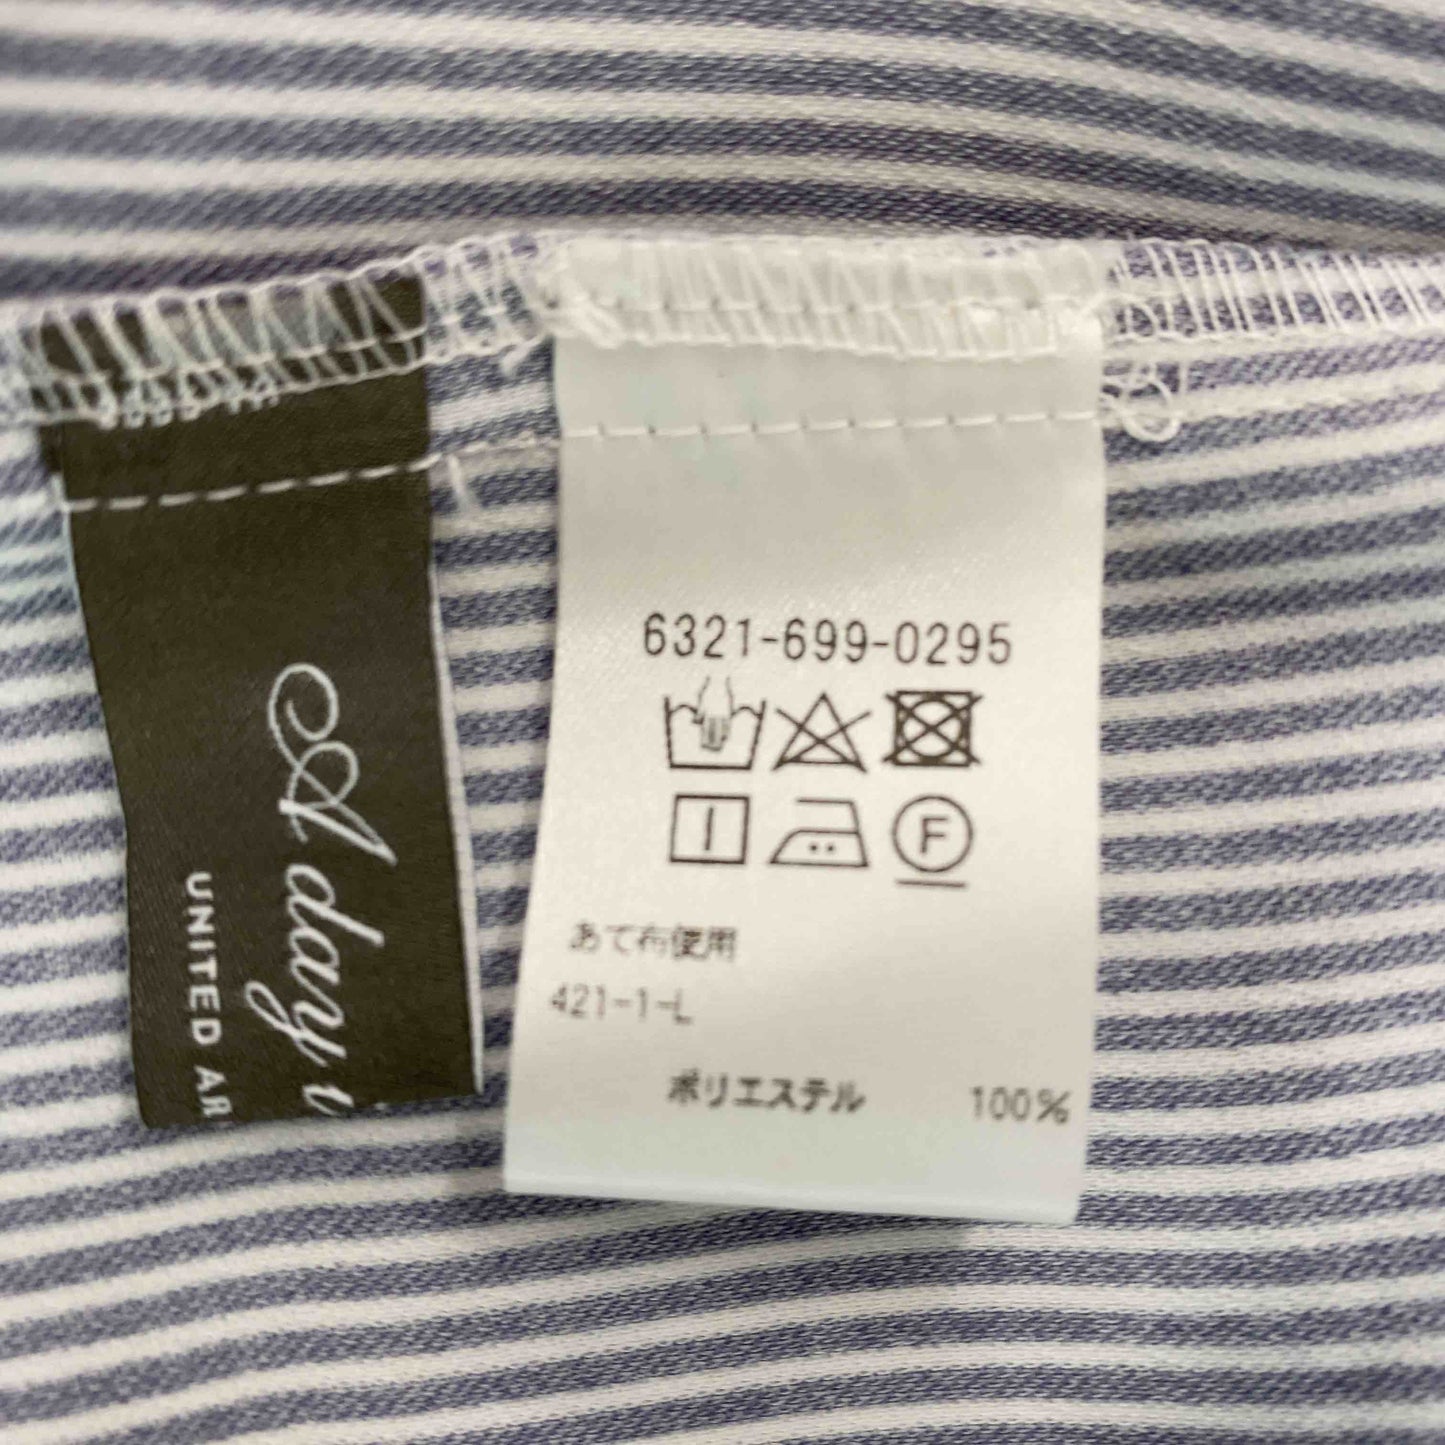 A day i
UNITED AR
6321-699-0295
F
あて布使用
421-1-L
ポリエステル 100%